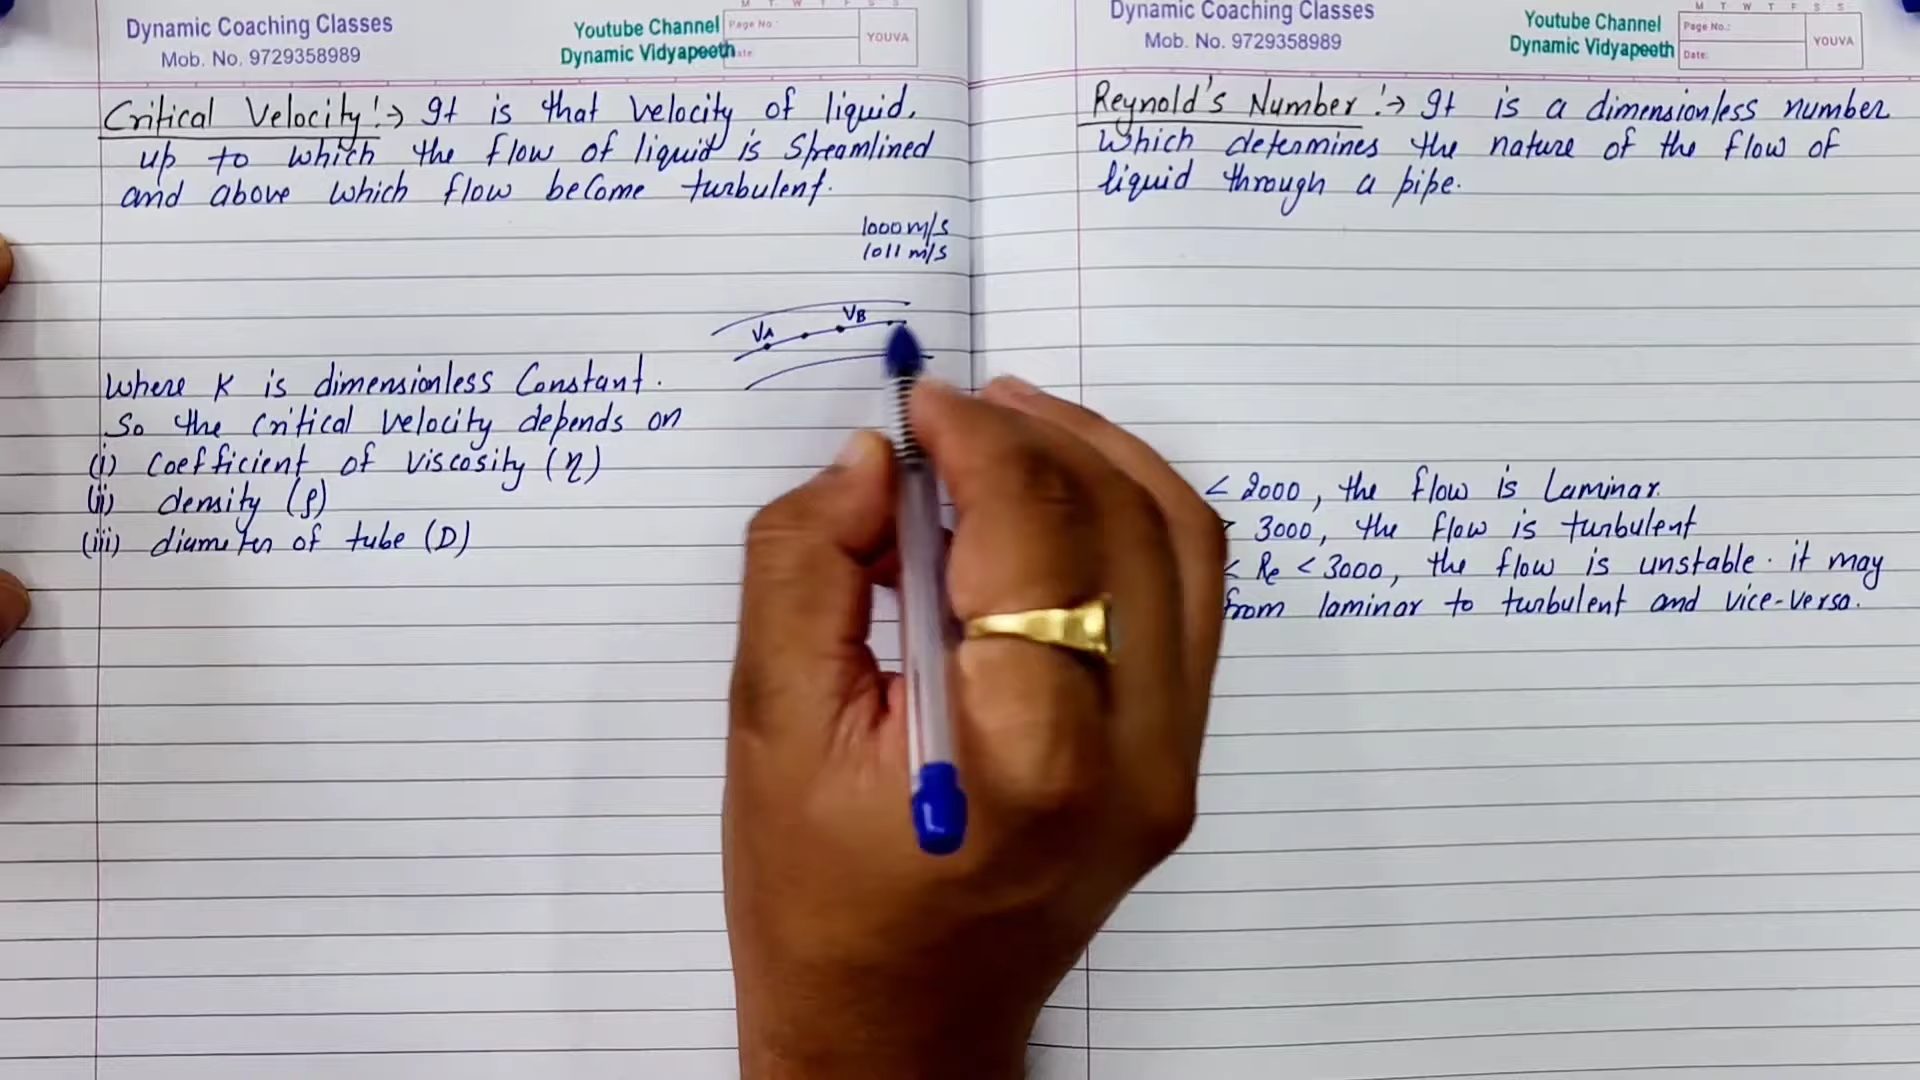 Dynamic Coaching Classes
Mob. No. 9729358989
Youtube Channel
Dynamic Vidyapeeth
M T W T F S S
Page No.:
YOUVA
Critical Velocity :→ It is that velocity of liquid,
up to which the flow of liquid is Streamlined
and above which flow become turbulent.
1000 m/s
1011 m/s
VA
VB
Where K is dimensionless Constant.
So the Critical Velocity depends on
(i) Coefficient of Viscosity (η)
(ii) density (ρ)
(iii) diameter of tube (D)
Dynamic Coaching Classes
Mob. No. 9729358989
Youtube Channel
Dynamic Vidyapeeth
M T W T F S S
Page No.:
Date:
YOUVA
Reynold's Number :→ It is a dimensionless number
Which determines the nature of the flow of
liquid through a pipe.
< 2000, the flow is Laminar.
3000, the flow is turbulent
< Re < 3000, the flow is unstable. it may
from laminar to turbulent and vice-versa.